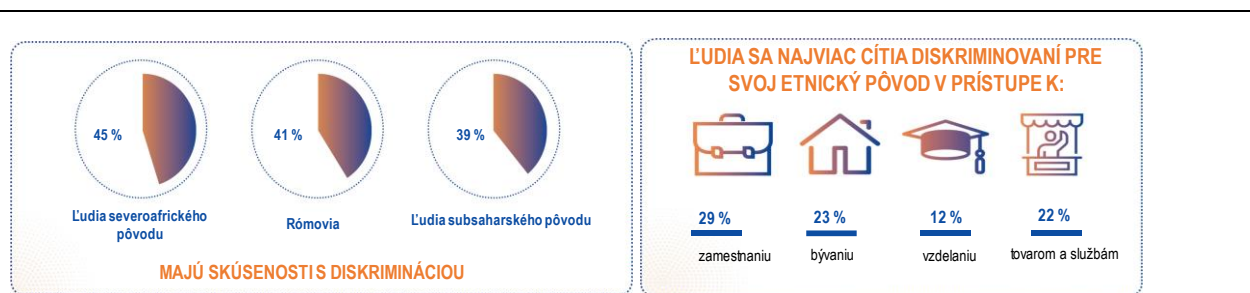 45 %
41 %
39 %
Ľudia severoafrického
pôvodu
Rómovia
Ľudia subsaharského pôvodu
MAJÚ SKÚSENOSTI S DISKRIMINÁCIOU
ĽUDIA SA NAJVIAC CÍTIA DISKRIMINOVANÍ PRE
SVOJ ETNICKÝ PÔVOD V PRÍSTUPE K:
29 %
23 %
12 %
22 %
zamestnaniu
bývaniu
vzdelaniu
tovarom a službám